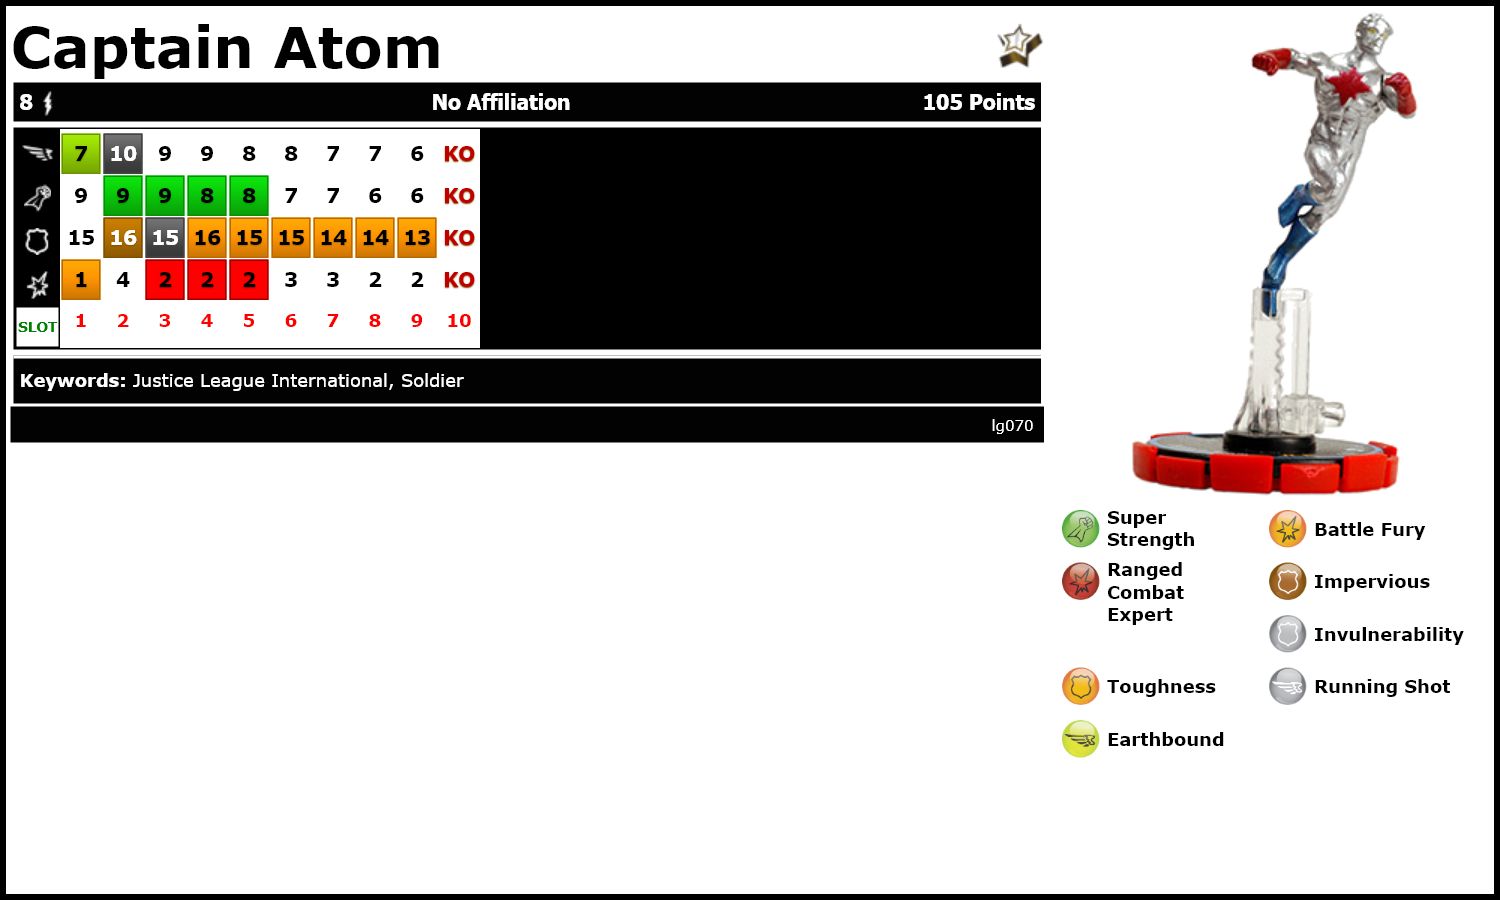 Captain Atom
8 No Affiliation 105 Points
7 10 9 9 8 8 7 7 6 KO
9 9 9 8 8 7 7 6 6 KO
15 16 15 16 15 15 14 14 13 KO
1 4 2 2 2 3 3 2 2 KO
SLOT 1 2 3 4 5 6 7 8 9 10
Keywords: Justice League International, Soldier
lg070
Super
Strength
Battle Fury
Ranged
Combat
Expert
Impervious
Invulnerability
Toughness
Running Shot
Earthbound